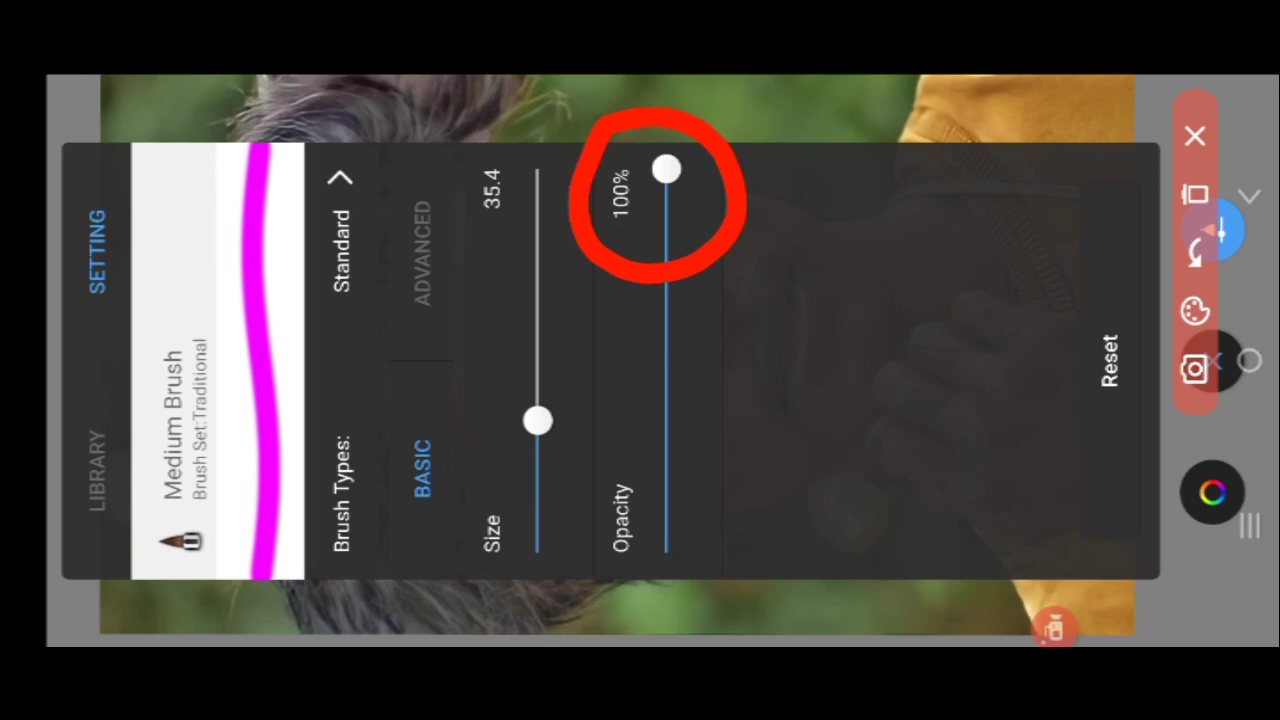 LIBRARY SETTING
Medium Brush
Brush Set:Traditional
Brush Types: Standard
BASIC ADVANCED
Size 35.4
Opacity 100%
Reset